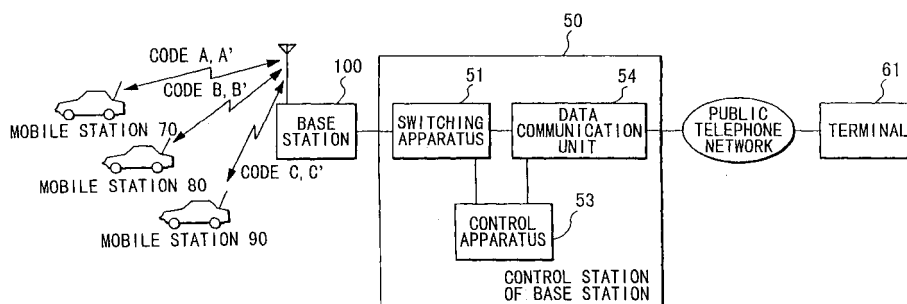 50
CODE A, A'
CODE B, B'
100
51
54
61
MOBILE STATION 70
BASE
STATION
SWITCHING
APPARATUS
DATA
COMMUNICATION
UNIT
PUBLIC
TELEPHONE
NETWORK
TERMINAL
MOBILE STATION 80
CODE C, C'
53
MOBILE STATION 90
CONTROL
APPARATUS
CONTROL STATION
OF BASE STATION